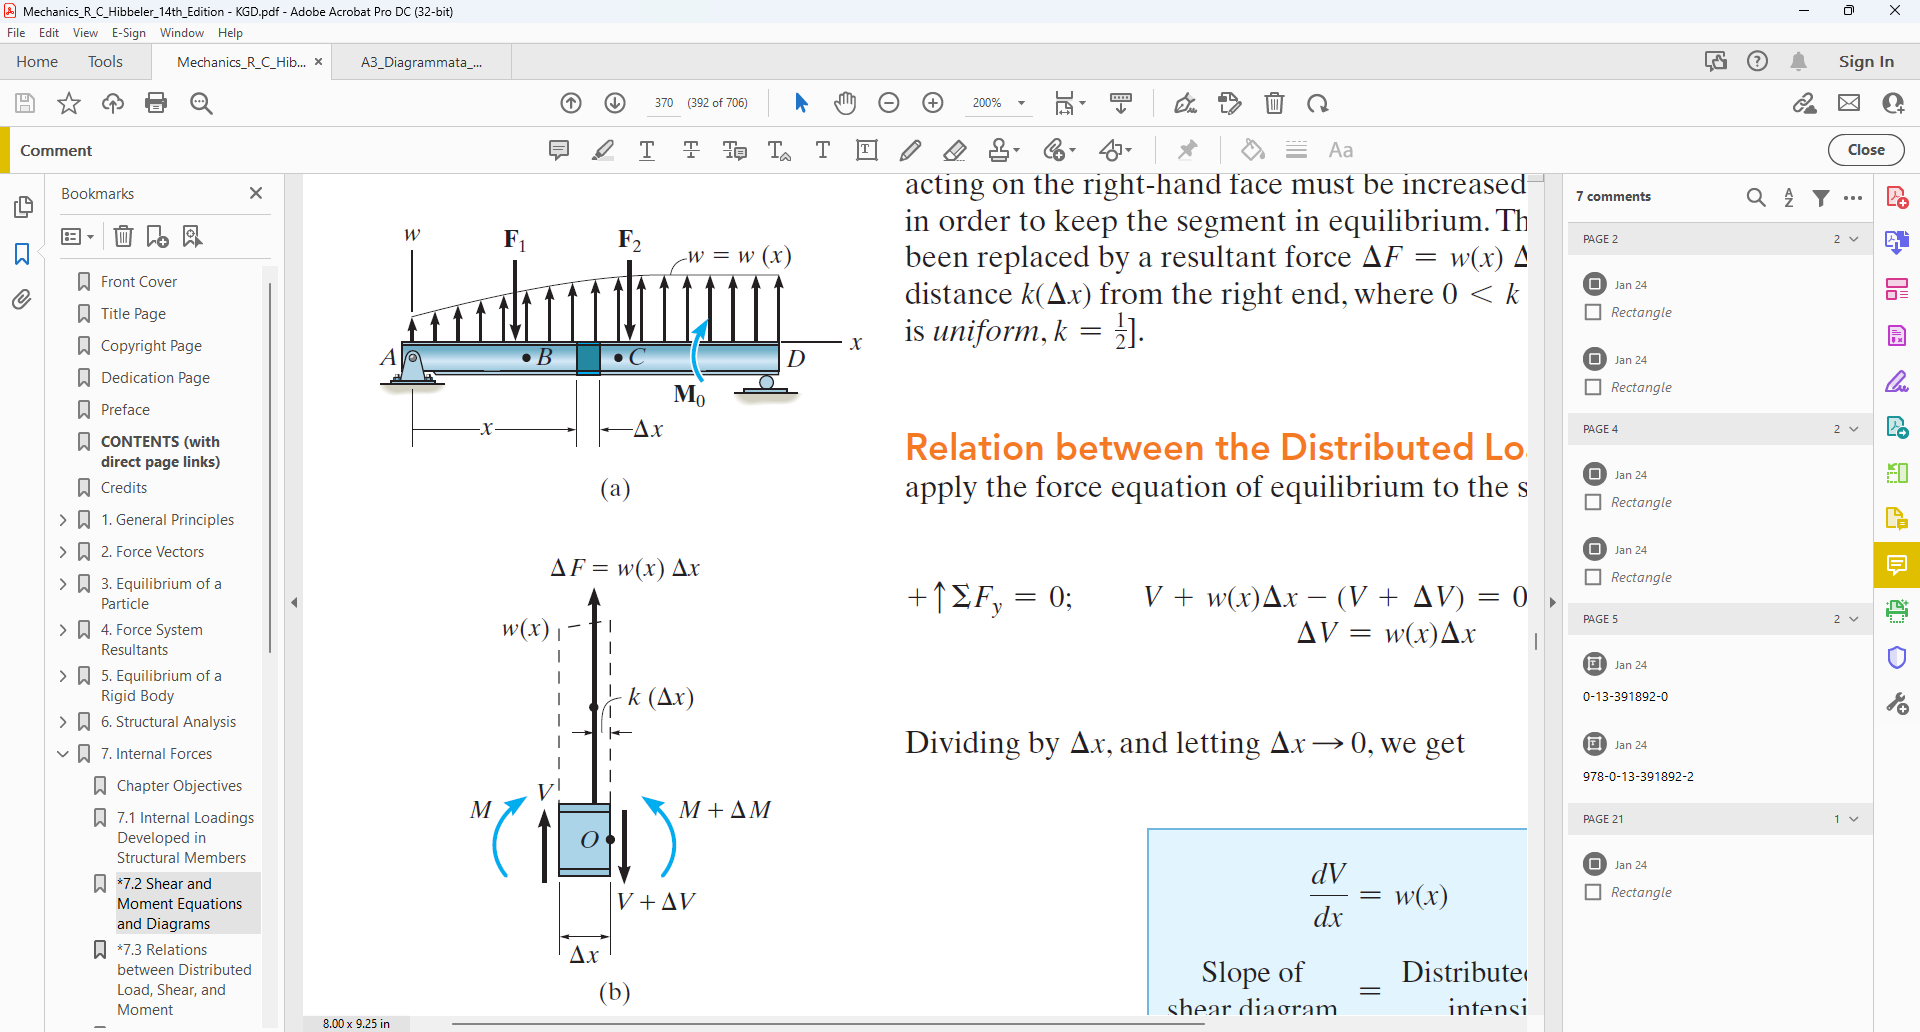 Mechanics_R_C_Hibbeler_14th_Edition - KGD.pdf - Adobe Acrobat Pro DC (32-bit)
File Edit View E-Sign Window Help
Home Tools Mechanics_R_C_Hib... × A3_Diagrammata_... Sign In
370 (392 of 706) 200%
Comment Close
Bookmarks
Front Cover
Title Page
Copyright Page
Dedication Page
Preface
CONTENTS (with
direct page links)
Credits
1. General Principles
2. Force Vectors
3. Equilibrium of a
Particle
4. Force System
Resultants
5. Equilibrium of a
Rigid Body
6. Structural Analysis
7. Internal Forces
Chapter Objectives
7.1 Internal Loadings
Developed in
Structural Members
*7.2 Shear and
Moment Equations
and Diagrams
*7.3 Relations
between Distributed
Load, Shear, and
Moment
w F₁ F₂ w = w (x)
A B C D x
M₀
x Δx
(a)
ΔF = w(x) Δx
w(x)
k (Δx)
M V M + ΔM
O
V + ΔV
Δx
(b)
8.00 x 9.25 in
acting on the right-hand face must be increased
in order to keep the segment in equilibrium. Th
been replaced by a resultant force ΔF = w(x) Δ
distance k(Δx) from the right end, where 0 < k
is uniform, k = ½].
Relation between the Distributed Lo
apply the force equation of equilibrium to the s
+↑ΣFy = 0; V + w(x)Δx − (V + ΔV) = 0
ΔV = w(x)Δx
Dividing by Δx, and letting Δx → 0, we get
dV/dx = w(x)
Slope of = Distribute
shear diagram intensi
7 comments
PAGE 2 2
Jan 24
Rectangle
Jan 24
Rectangle
PAGE 4 2
Jan 24
Rectangle
Jan 24
Rectangle
PAGE 5 2
Jan 24
0-13-391892-0
Jan 24
978-0-13-391892-2
PAGE 21 1
Jan 24
Rectangle